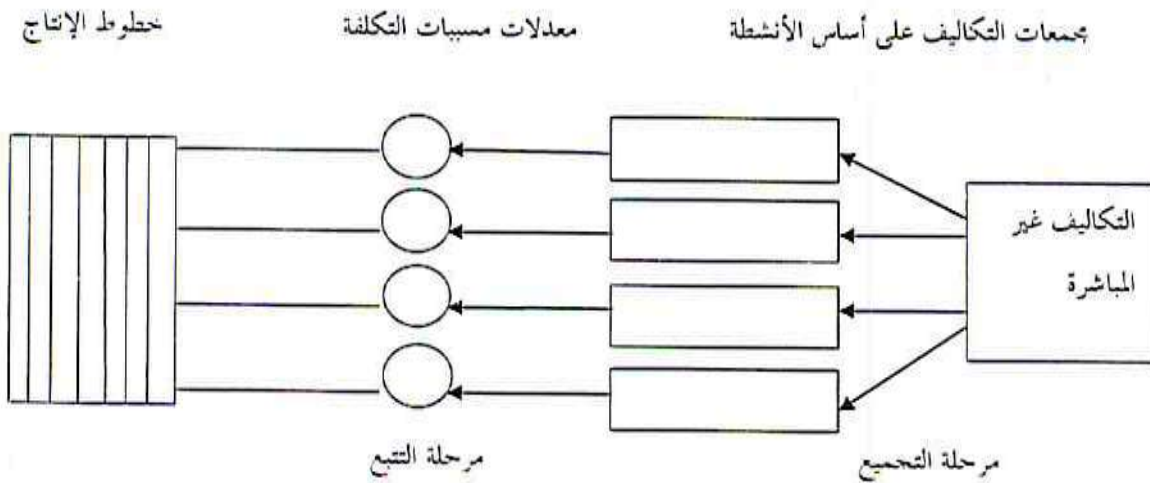 مجمعات التكاليف على أساس الأنشطة
معدلات مسببات التكلفة
خطوط الإنتاج
التكاليف غير
المباشرة
مرحلة التجميع
مرحلة التتبع